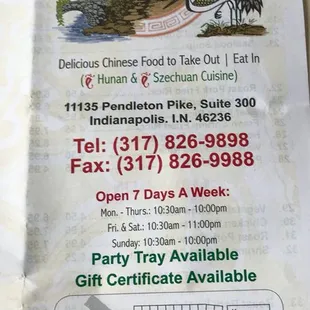 Delicious Chinese Food to Take Out | Eat In
( Hunan & Szechuan Cuisine)
11135 Pendleton Pike, Suite 300
Indianapolis. I.N. 46236
Tel: (317) 826-9898
Fax: (317) 826-9988
Open 7 Days A Week:
Mon. - Thurs.: 10:30am - 10:00pm
Fri. & Sat.: 10:30am - 11:00pm
Sunday: 10:30am - 10:00pm
Party Tray Available
Gift Certificate Available